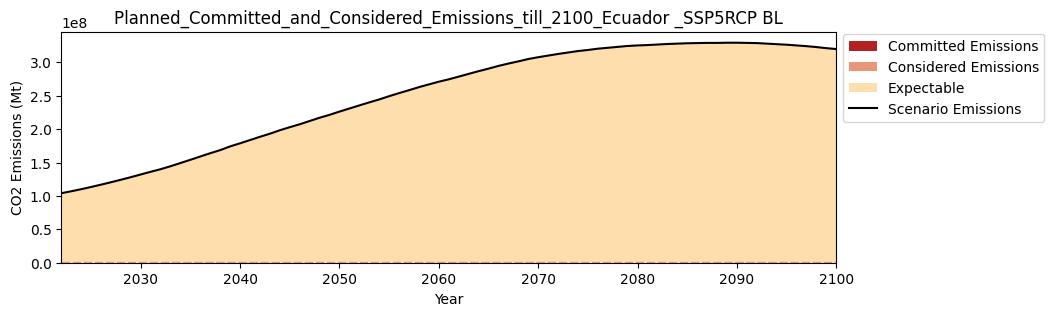 Planned_Committed_and_Considered_Emissions_till_2100_Ecuador _SSP5RCP BL
1e8
3.0
2.5
2.0
1.5
1.0
0.5
0.0
CO2 Emissions (Mt)
2030 2040 2050 2060 2070 2080 2090 2100
Year
Committed Emissions
Considered Emissions
Expectable
Scenario Emissions